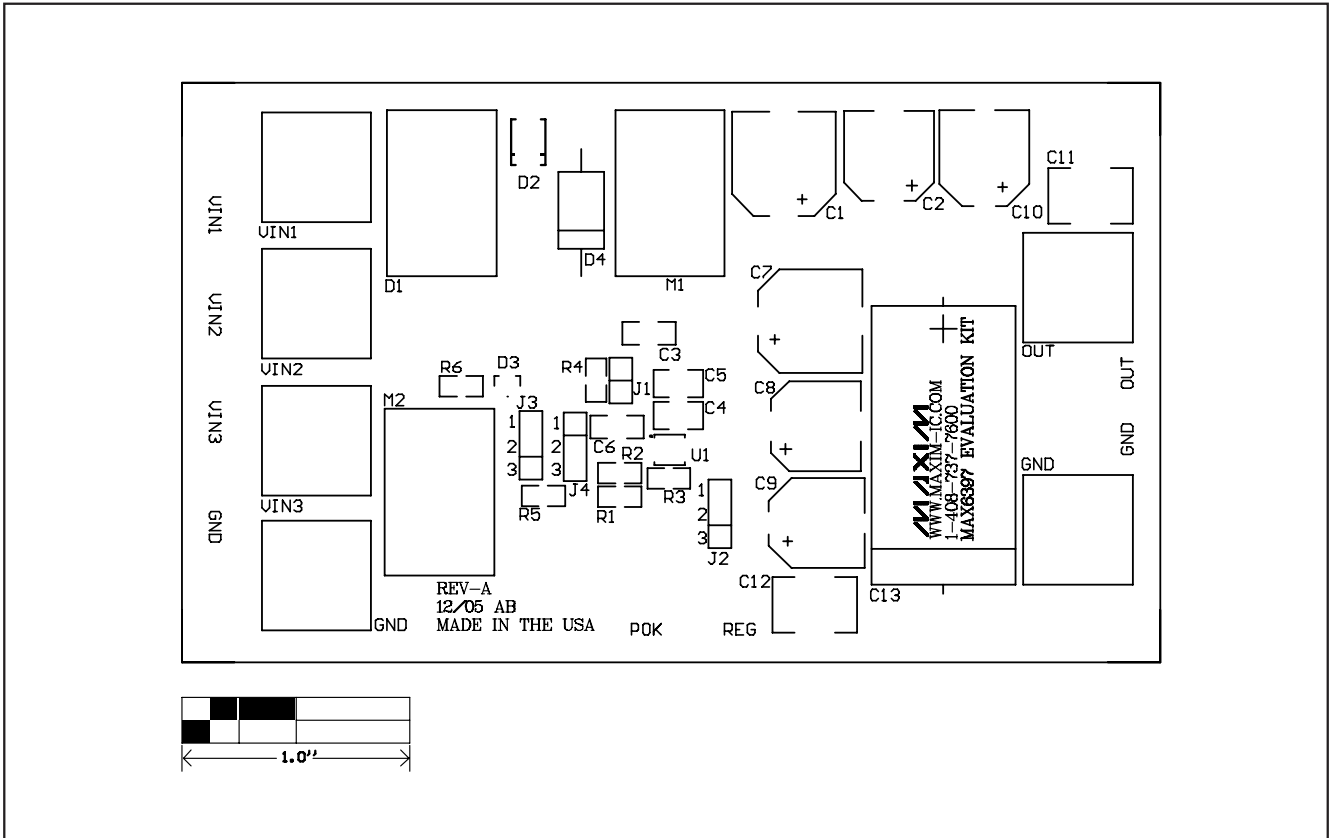 VIN1
VIN1
D1
D2
D4
M1
C1
C2
C10
C11
VIN2
VIN2
C7
OUT
OUT
C3
R6
D3
R4
J1
C5
C4
C8
VIN3
VIN3
M2
J3
1
2
3
1
2
3
J4
C6
R2
U1
R3
R5
R1
C9
1
2
3
J2
MAXIM
WWW.MAXIM-IC.COM
1-408-737-7600
MAX6397 EVALUATION KIT
GND
GND
GND
GND
C12
C13
REV-A
12/05 AB
MADE IN THE USA
POK
REG
1.0"